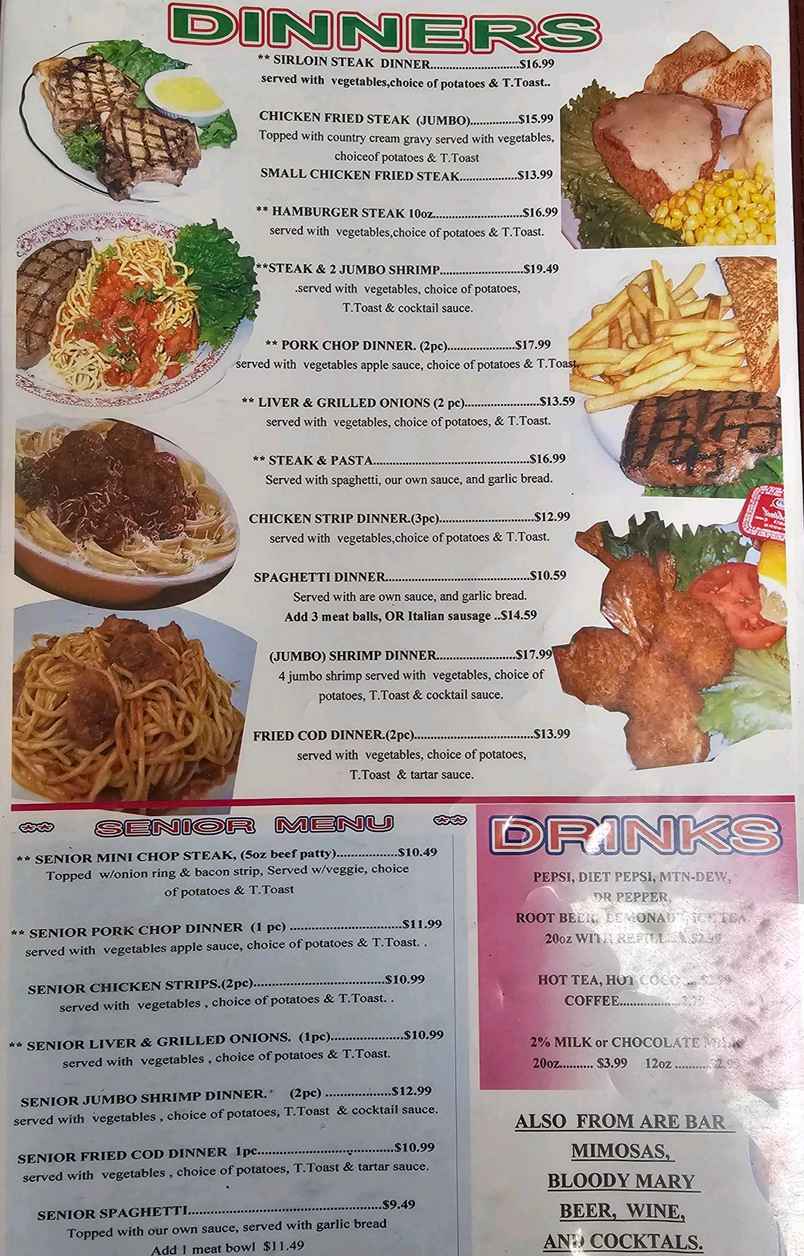 DINNERS
** SIRLOIN STEAK DINNER.......................$16.99
served with vegetables,choice of potatoes & T.Toast..
CHICKEN FRIED STEAK (JUMBO)...............$15.99
Topped with country cream gravy served with vegetables,
choiceof potatoes & T.Toast
SMALL CHICKEN FRIED STEAK..................$13.99
** HAMBURGER STEAK 10oz............................$16.99
served with vegetables,choice of potatoes & T.Toast.
**STEAK & 2 JUMBO SHRIMP.........................$19.49
.served with vegetables, choice of potatoes,
T.Toast & cocktail sauce.
** PORK CHOP DINNER. (2pc).....................$17.99
served with vegetables apple sauce, choice of potatoes & T.Toast.
** LIVER & GRILLED ONIONS (2 pc)......................$13.59
served with vegetables, choice of potatoes, & T.Toast.
** STEAK & PASTA................................................$16.99
Served with spaghetti, our own sauce, and garlic bread.
CHICKEN STRIP DINNER.(3pc).............................$12.99
served with vegetables,choice of potatoes & T.Toast.
SPAGHETTI DINNER............................................$10.59
Served with are own sauce, and garlic bread.
Add 3 meat balls, OR Italian sausage ..$14.59
(JUMBO) SHRIMP DINNER........................$17.99
4 jumbo shrimp served with vegetables, choice of
potatoes, T.Toast & cocktail sauce.
FRIED COD DINNER.(2pc)....................................$13.99
served with vegetables, choice of potatoes,
T.Toast & tartar sauce.
SENIOR MENU
** SENIOR MINI CHOP STEAK, (5oz beef patty).................$10.49
Topped w/onion ring & bacon strip, Served w/veggie, choice
of potatoes & T.Toast
** SENIOR PORK CHOP DINNER (1 pc) ..................................$11.99
served with vegetables apple sauce, choice of potatoes & T.Toast. .
SENIOR CHICKEN STRIPS.(2pc)........................................$10.99
served with vegetables , choice of potatoes & T.Toast. .
** SENIOR LIVER & GRILLED ONIONS. (1pc)......................$10.99
served with vegetables , choice of potatoes & T.Toast.
SENIOR JUMBO SHRIMP DINNER. (2pc) ....................$12.99
served with vegetables , choice of potatoes, T.Toast & cocktail sauce.
SENIOR FRIED COD DINNER 1pc.........................................$10.99
served with vegetables , choice of potatoes, T.Toast & tartar sauce.
SENIOR SPAGHETTI..........................................................$9.49
Topped with our own sauce, served with garlic bread
Add 1 meat bowl $11.49
DRINKS
PEPSI, DIET PEPSI, MTN-DEW,
DR PEPPER,
ROOT BEER, LEMONADE, ICE TEA
20oz WITH REFILL... $2.99
HOT TEA, HOT COCO ...
COFFEE..................
2% MILK or CHOCOLATE MILK
20oz.......... $3.99 12oz ..........
ALSO FROM ARE BAR
MIMOSAS,
BLOODY MARY
BEER, WINE,
AND COCKTALS.